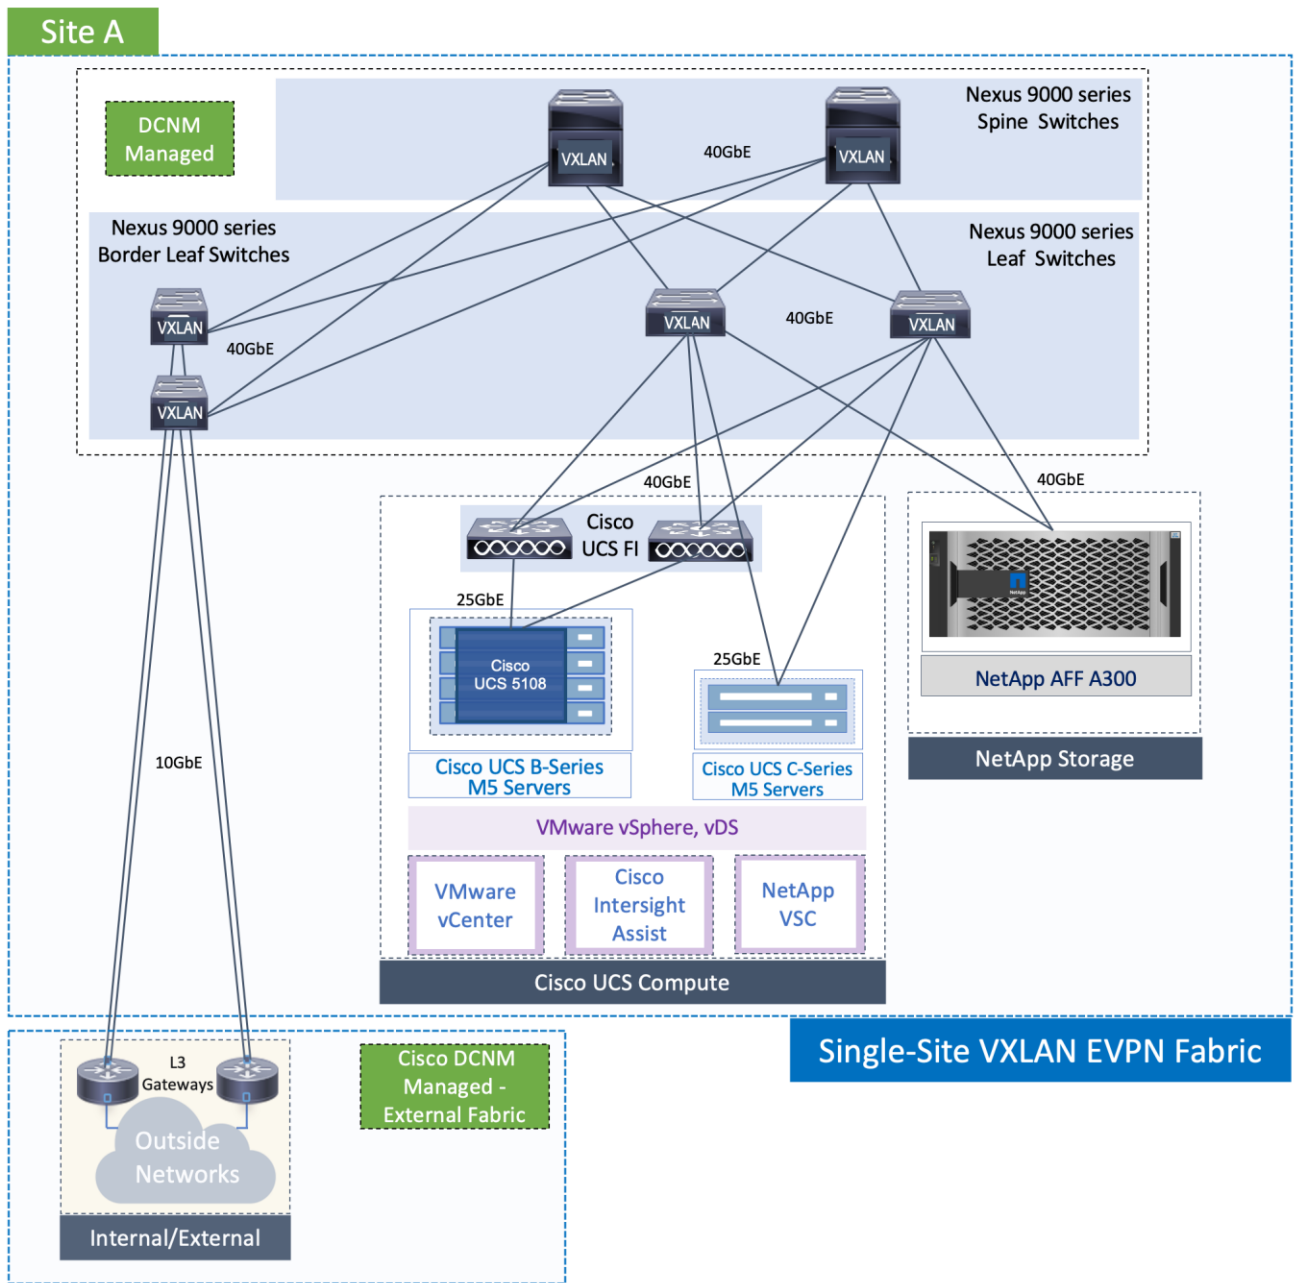 Site A
DCNM
Managed
Nexus 9000 series
Spine Switches
VXLAN
VXLAN
40GbE
Nexus 9000 series
Border Leaf Switches
Nexus 9000 series
Leaf Switches
VXLAN
VXLAN
VXLAN
40GbE
40GbE
VXLAN
40GbE
40GbE
Cisco
UCS FI
25GbE
Cisco
UCS 5108
25GbE
NetApp
NetApp AFF A300
NetApp Storage
10GbE
Cisco UCS B-Series
M5 Servers
Cisco UCS C-Series
M5 Servers
VMware vSphere, vDS
VMware
vCenter
Cisco
Intersight
Assist
NetApp
VSC
Cisco UCS Compute
Single-Site VXLAN EVPN Fabric
L3
Gateways
Cisco DCNM
Managed -
External Fabric
Outside
Networks
Internal/External